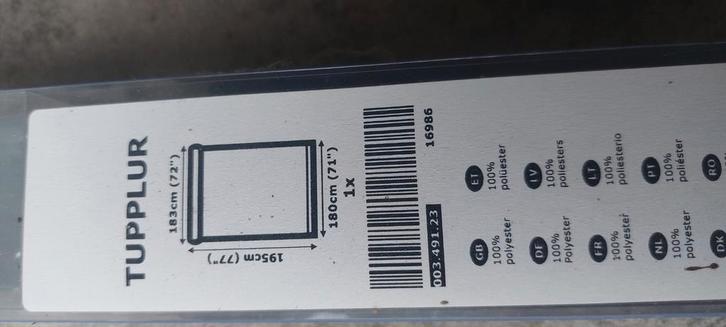 TUPPLUR
183cm (72")
195cm (77")
180cm (71")
1x
003.491.23
16986
GB
100%
polyester
ET
100%
polüester
DE
100%
Polyester
LV
100%
poliesters
FR
100%
polyester
LT
100%
poliesterio
NL
100%
polyester
PT
100%
poliéster
DK
RO